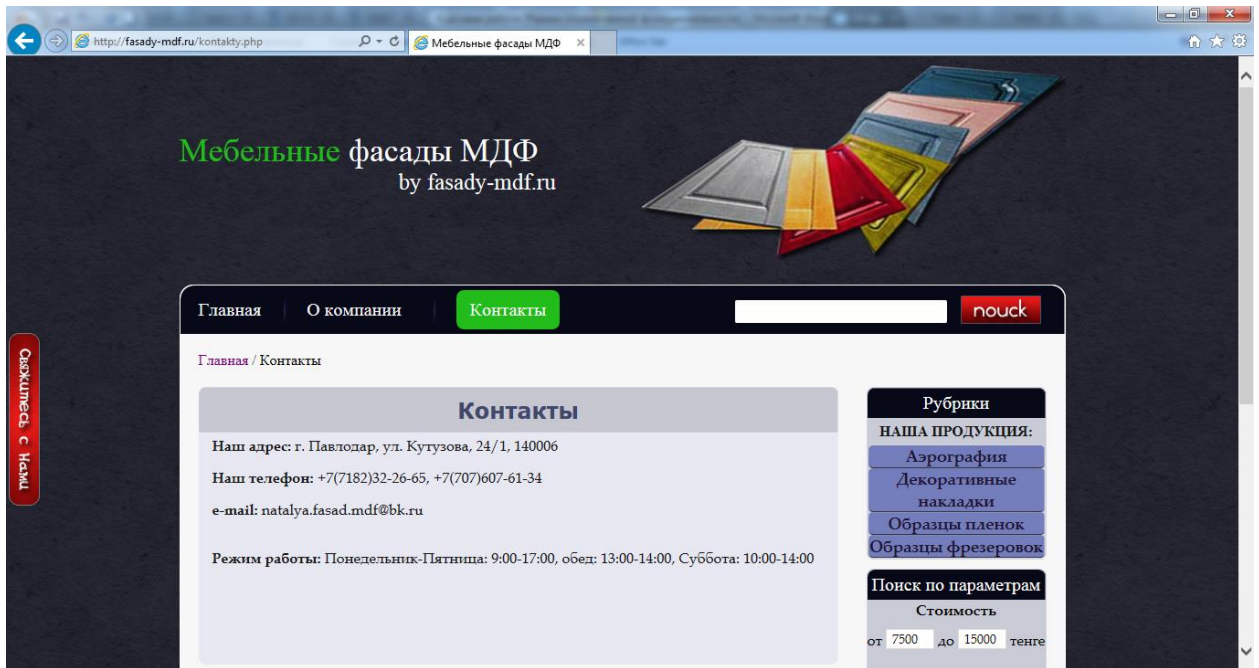 http://fasady-mdf.ru/kontakty.php
Мебельные фасады МДФ
Мебельные фасады МДФ
by fasady-mdf.ru
Главная
О компании
Контакты
поиск
Свяжитесь с нами
Главная / Контакты
Контакты
Наш адрес: г. Павлодар, ул. Кутузова, 24/1, 140006
Наш телефон: +7(7182)32-26-65, +7(707)607-61-34
e-mail: natalya.fasad.mdf@bk.ru
Режим работы: Понедельник-Пятница: 9:00-17:00, обед: 13:00-14:00, Суббота: 10:00-14:00
Рубрики
НАША ПРОДУКЦИЯ:
Аэрография
Декоративные
накладки
Образцы пленок
Образцы фрезеровок
Поиск по параметрам
Стоимость
от 7500 до 15000 тенге